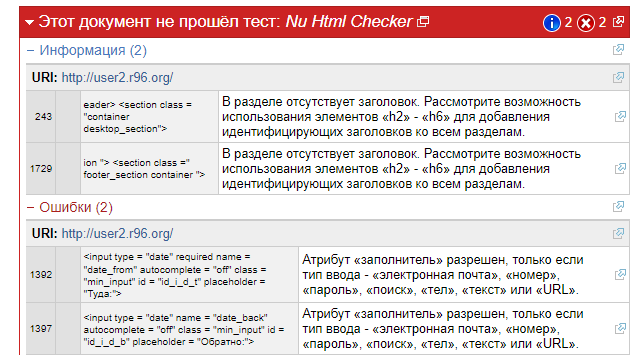 Этот документ не прошёл тест: Nu Html Checker 2 2
− Информация (2)
URI: http://user2.r96.org/
243
eader> <section class =
"container
desktop_section">
В разделе отсутствует заголовок. Рассмотрите возможность
использования элементов «h2» - «h6» для добавления
идентифицирующих заголовков ко всем разделам.
1729
ion "> <section class ="
footer_section container ">
В разделе отсутствует заголовок. Рассмотрите возможность
использования элементов «h2» - «h6» для добавления
идентифицирующих заголовков ко всем разделам.
− Ошибки (2)
URI: http://user2.r96.org/
1392
<input type = "date" required name =
"date_from" autocomplete = "off" class =
"min_input" id = "id_i_d_t" placeholder =
"Туда:">
Атрибут «заполнитель» разрешен, только если
тип ввода - «электронная почта», «номер»,
«пароль», «поиск», «тел», «текст» или «URL».
1397
<input type = "date" name = "date_back"
autocomplete = "off" class = "min_input" id =
"id_i_d_b" placeholder = "Обратно:">
Атрибут «заполнитель» разрешен, только если
тип ввода - «электронная почта», «номер»,
«пароль», «поиск», «тел», «текст» или «URL».